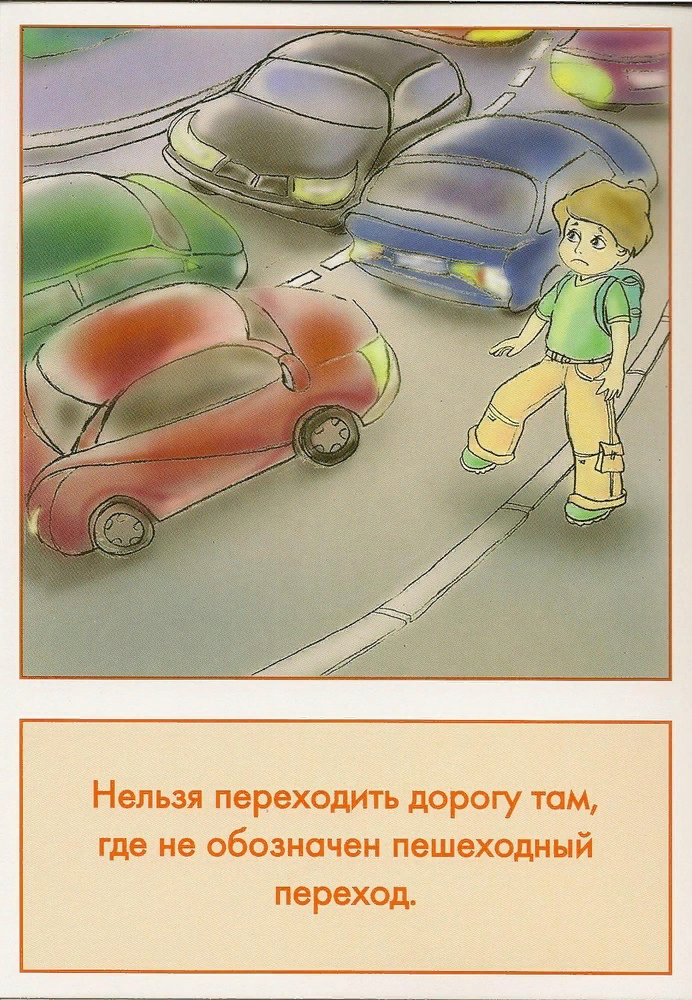 Нельзя переходить дорогу там,
где не обозначен пешеходный
переход.